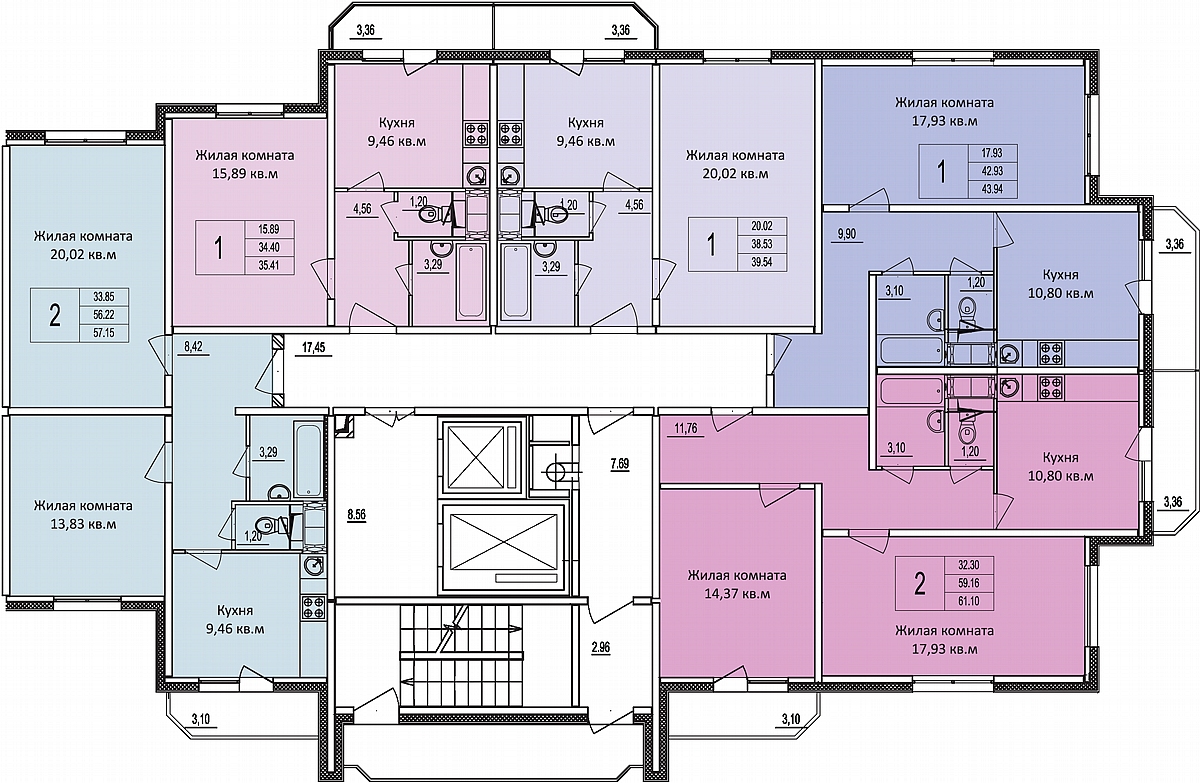 3,36
3,36
Кухня
9,46 кв.м
Кухня
9,46 кв.м
Жилая комната
17,93 кв.м
1
17.93
42.93
43.94
Жилая комната
15,89 кв.м
1
15.89
34.40
35.41
4,56
1,20
3,29
1,20
4,56
3,29
Жилая комната
20,02 кв.м
1
20.02
38.53
39.54
9,90
3,10
1,20
Кухня
10,80 кв.м
3,36
Жилая комната
20,02 кв.м
2
33.85
56.22
57.15
8,42
17,45
11,76
3,10
1,20
Кухня
10,80 кв.м
3,36
3,29
7.69
8.56
Жилая комната
13,83 кв.м
1,20
Кухня
9,46 кв.м
Жилая комната
14,37 кв.м
2
32.30
59.16
61.10
Жилая комната
17,93 кв.м
2.96
3,10
3,10